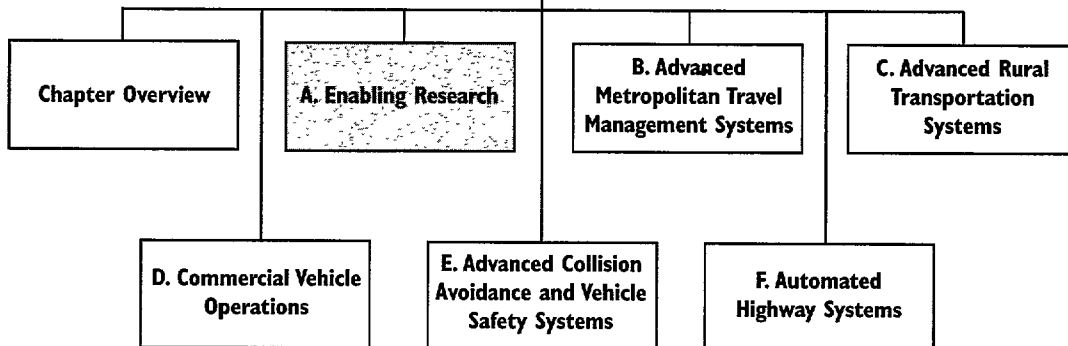 Chapter Overview
A. Enabling Research
B. Advanced
Metropolitan Travel
Management Systems
C. Advanced Rural
Transportation
Systems
D. Commercial Vehicle
Operations
E. Advanced Collision
Avoidance and Vehicle
Safety Systems
F. Automated
Highway Systems